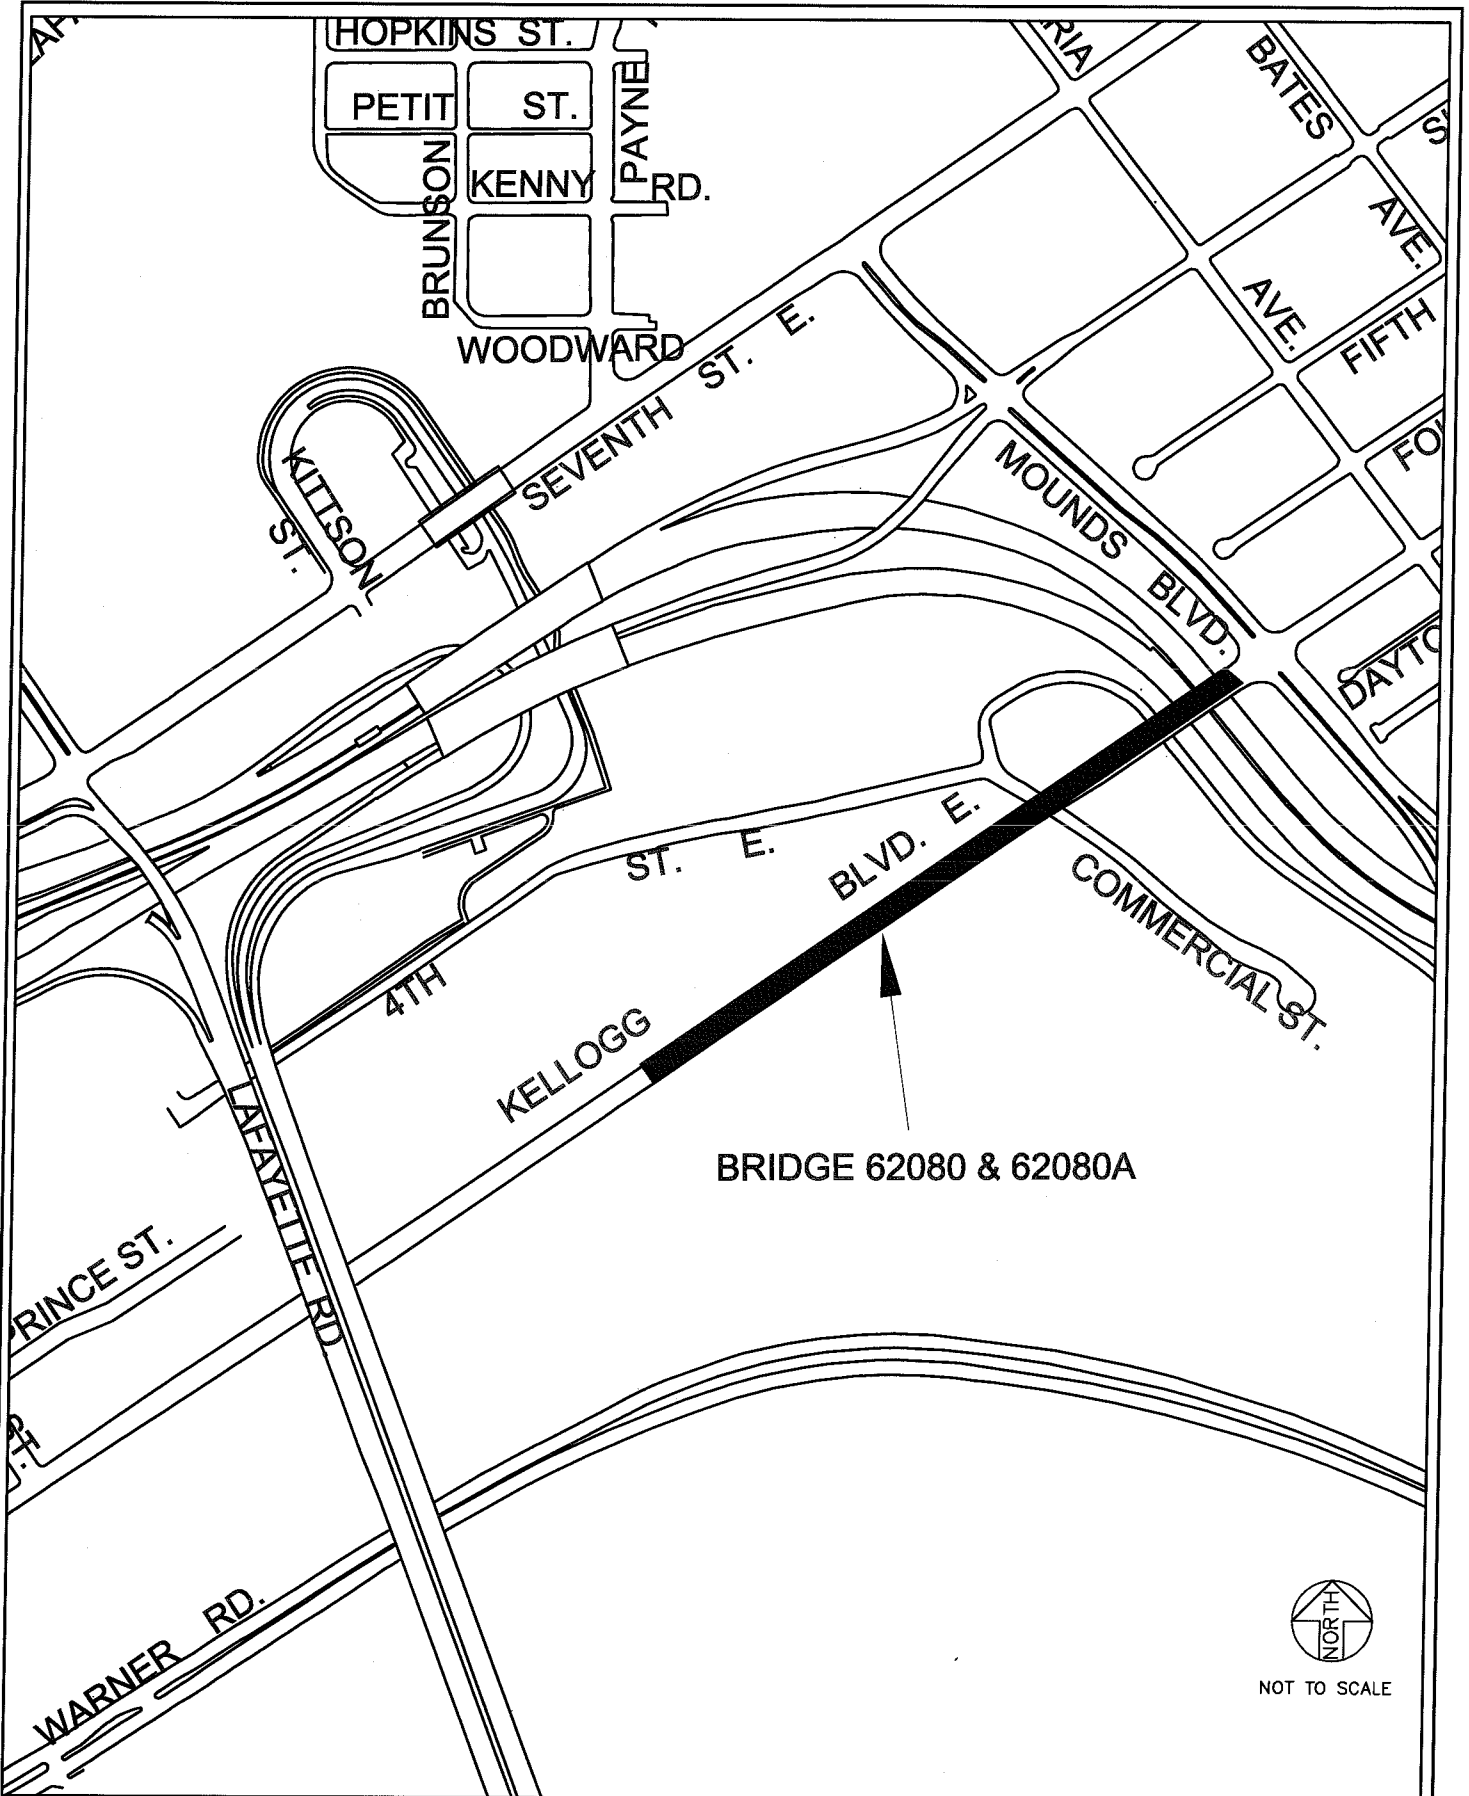 HOPKINS ST.
PETIT ST.
PAYNE
BRUNSON
KENNY RD.
WOODWARD
BATES
AVE.
AVE.
FIFTH
SEVENTH ST. E.
KITTSON
ST.
MOUNDS BLVD.
4TH ST. E.
KELLOGG BLVD. E.
COMMERCIAL ST.
LAFAYETTE RD.
BRIDGE 62080 & 62080A
PRINCE ST.
WARNER RD.
NORTH
NOT TO SCALE